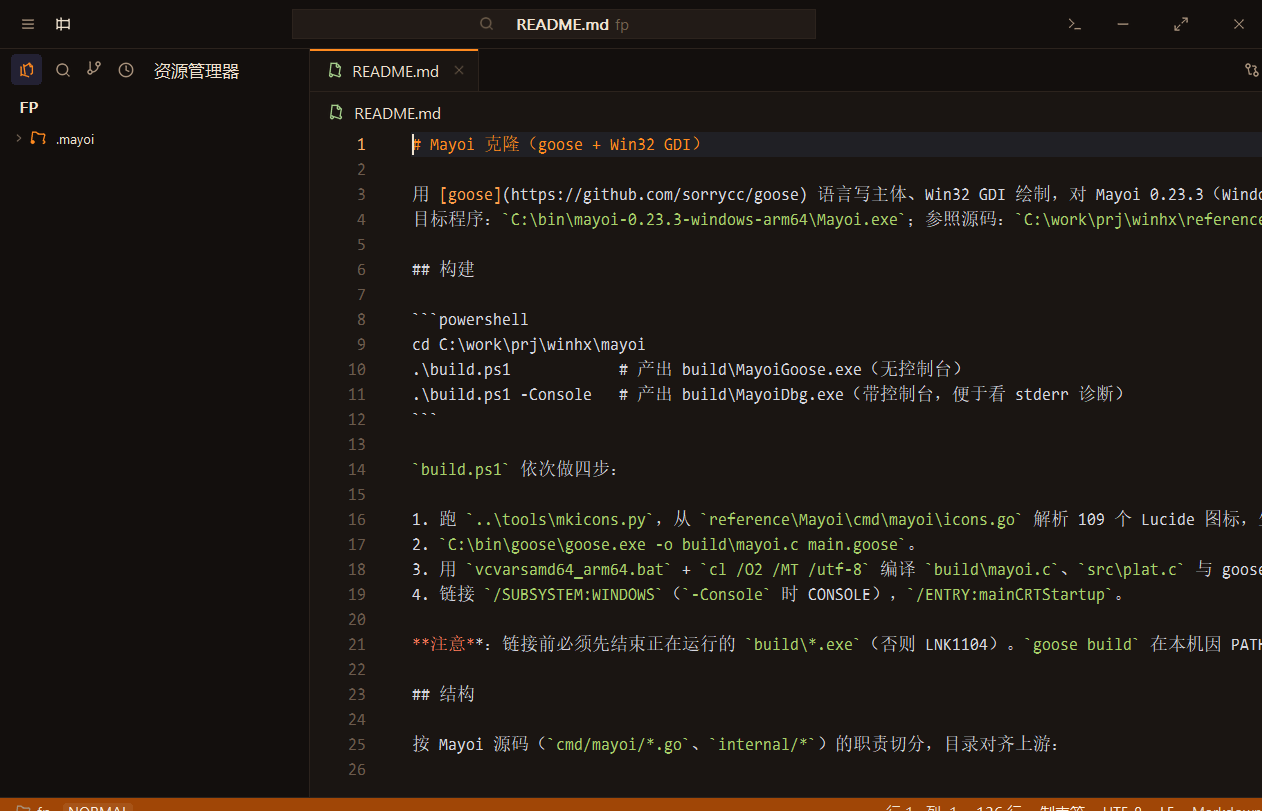 README.md fp
资源管理器
README.md
FP
.mayoi
README.md
1 # Mayoi 克隆（goose + Win32 GDI）
2
3 用 [goose](https://github.com/sorrycc/goose) 语言写主体、Win32 GDI 绘制，对 Mayoi 0.23.3（Windo
4 目标程序：`C:\bin\mayoi-0.23.3-windows-arm64\Mayoi.exe`；参照源码：`C:\work\prj\winhx\reference
5
6 ## 构建
7
8 ```powershell
9 cd C:\work\prj\winhx\mayoi
10 .\build.ps1 # 产出 build\MayoiGoose.exe（无控制台）
11 .\build.ps1 -Console # 产出 build\MayoiDbg.exe（带控制台，便于看 stderr 诊断）
12 ```
13
14 `build.ps1` 依次做四步：
15
16 1. 跑 `..\tools\mkicons.py`，从 `reference\Mayoi\cmd\mayoi\icons.go` 解析 109 个 Lucide 图标，
17 2. `C:\bin\goose\goose.exe -o build\mayoi.c main.goose`。
18 3. 用 `vcvarsamd64_arm64.bat` + `cl /O2 /MT /utf-8` 编译 `build\mayoi.c`、`src\plat.c` 与 goose
19 4. 链接 `/SUBSYSTEM:WINDOWS`（`-Console` 时 CONSOLE），`/ENTRY:mainCRTStartup`。
20
21 **注意**：链接前必须先结束正在运行的 `build\*.exe`（否则 LNK1104）。`goose build` 在本机因 PATH
22
23 ## 结构
24
25 按 Mayoi 源码（`cmd/mayoi/*.go`、`internal/*`）的职责切分，目录对齐上游：
26
fp NORMAL 行 1, 列 1 126 行 制表符 UTF-8 LF Markdown